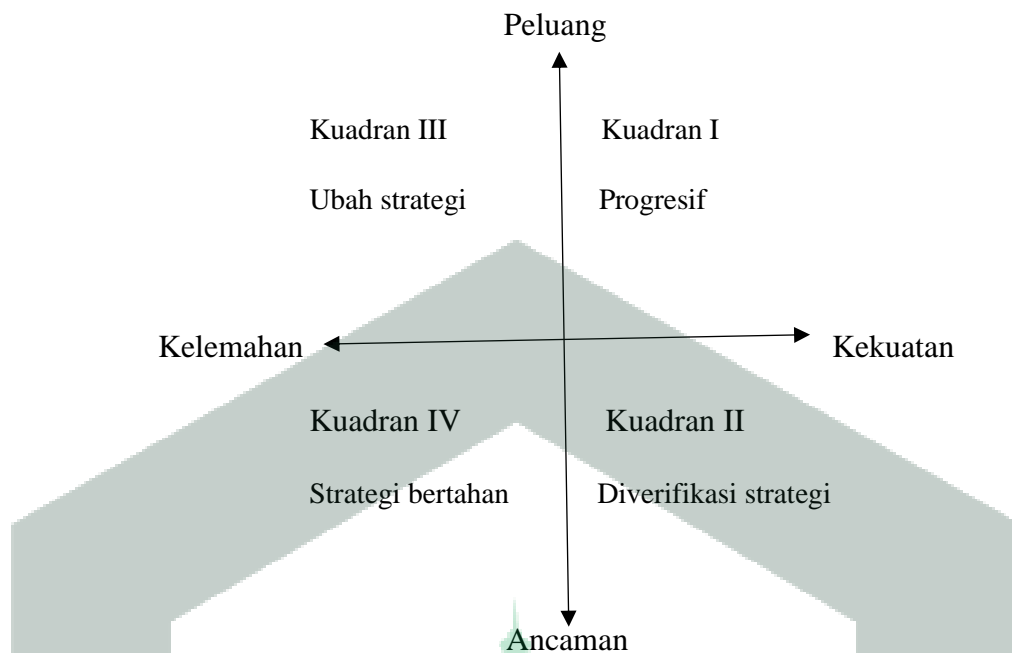 Peluang
Kuadran III Kuadran I
Ubah strategi Progresif
Kelemahan Kekuatan
Kuadran IV Kuadran II
Strategi bertahan Diverifikasi strategi
Ancaman